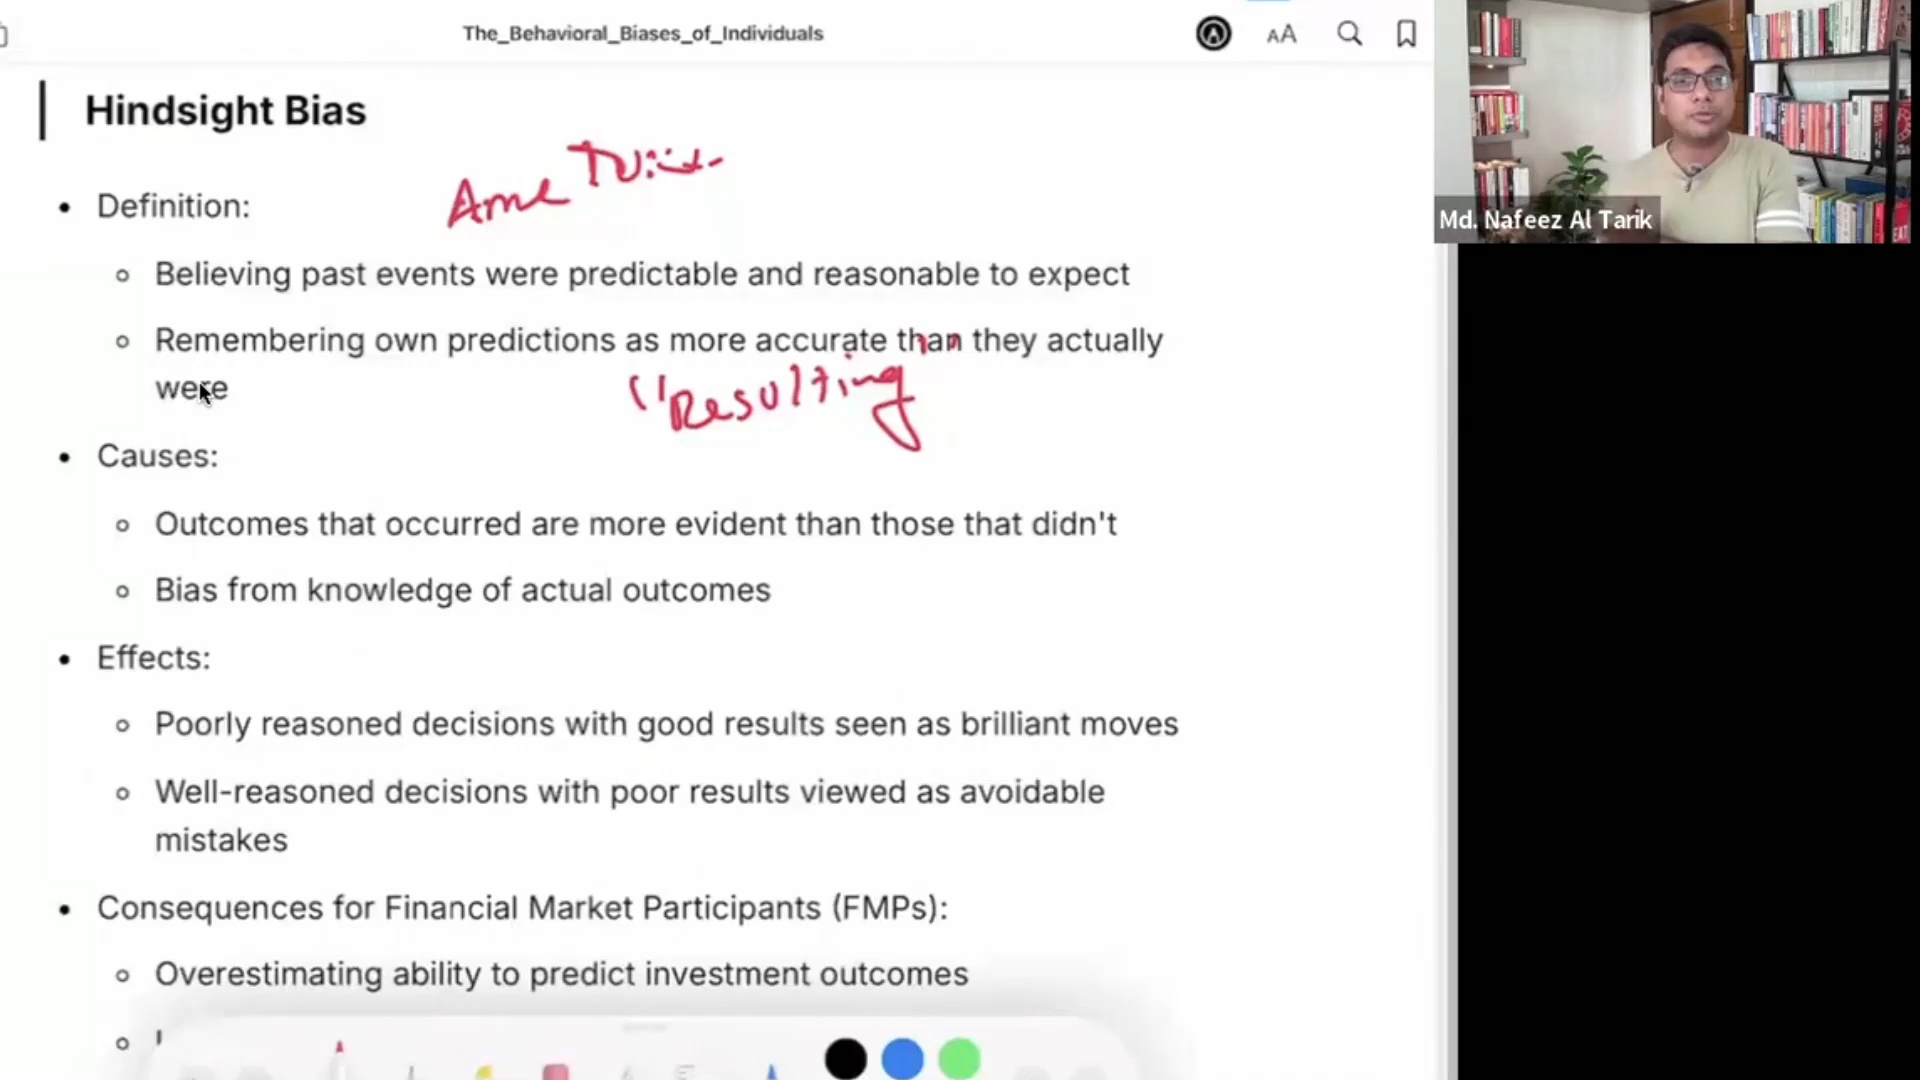 The_Behavioral_Biases_of_Individuals
AA
Hindsight Bias
• Definition:
◦ Believing past events were predictable and reasonable to expect
◦ Remembering own predictions as more accurate than they actually
were
"Resulting"
• Causes:
◦ Outcomes that occurred are more evident than those that didn't
◦ Bias from knowledge of actual outcomes
• Effects:
◦ Poorly reasoned decisions with good results seen as brilliant moves
◦ Well-reasoned decisions with poor results viewed as avoidable
mistakes
• Consequences for Financial Market Participants (FMPs):
◦ Overestimating ability to predict investment outcomes
Md. Nafeez Al Tarik